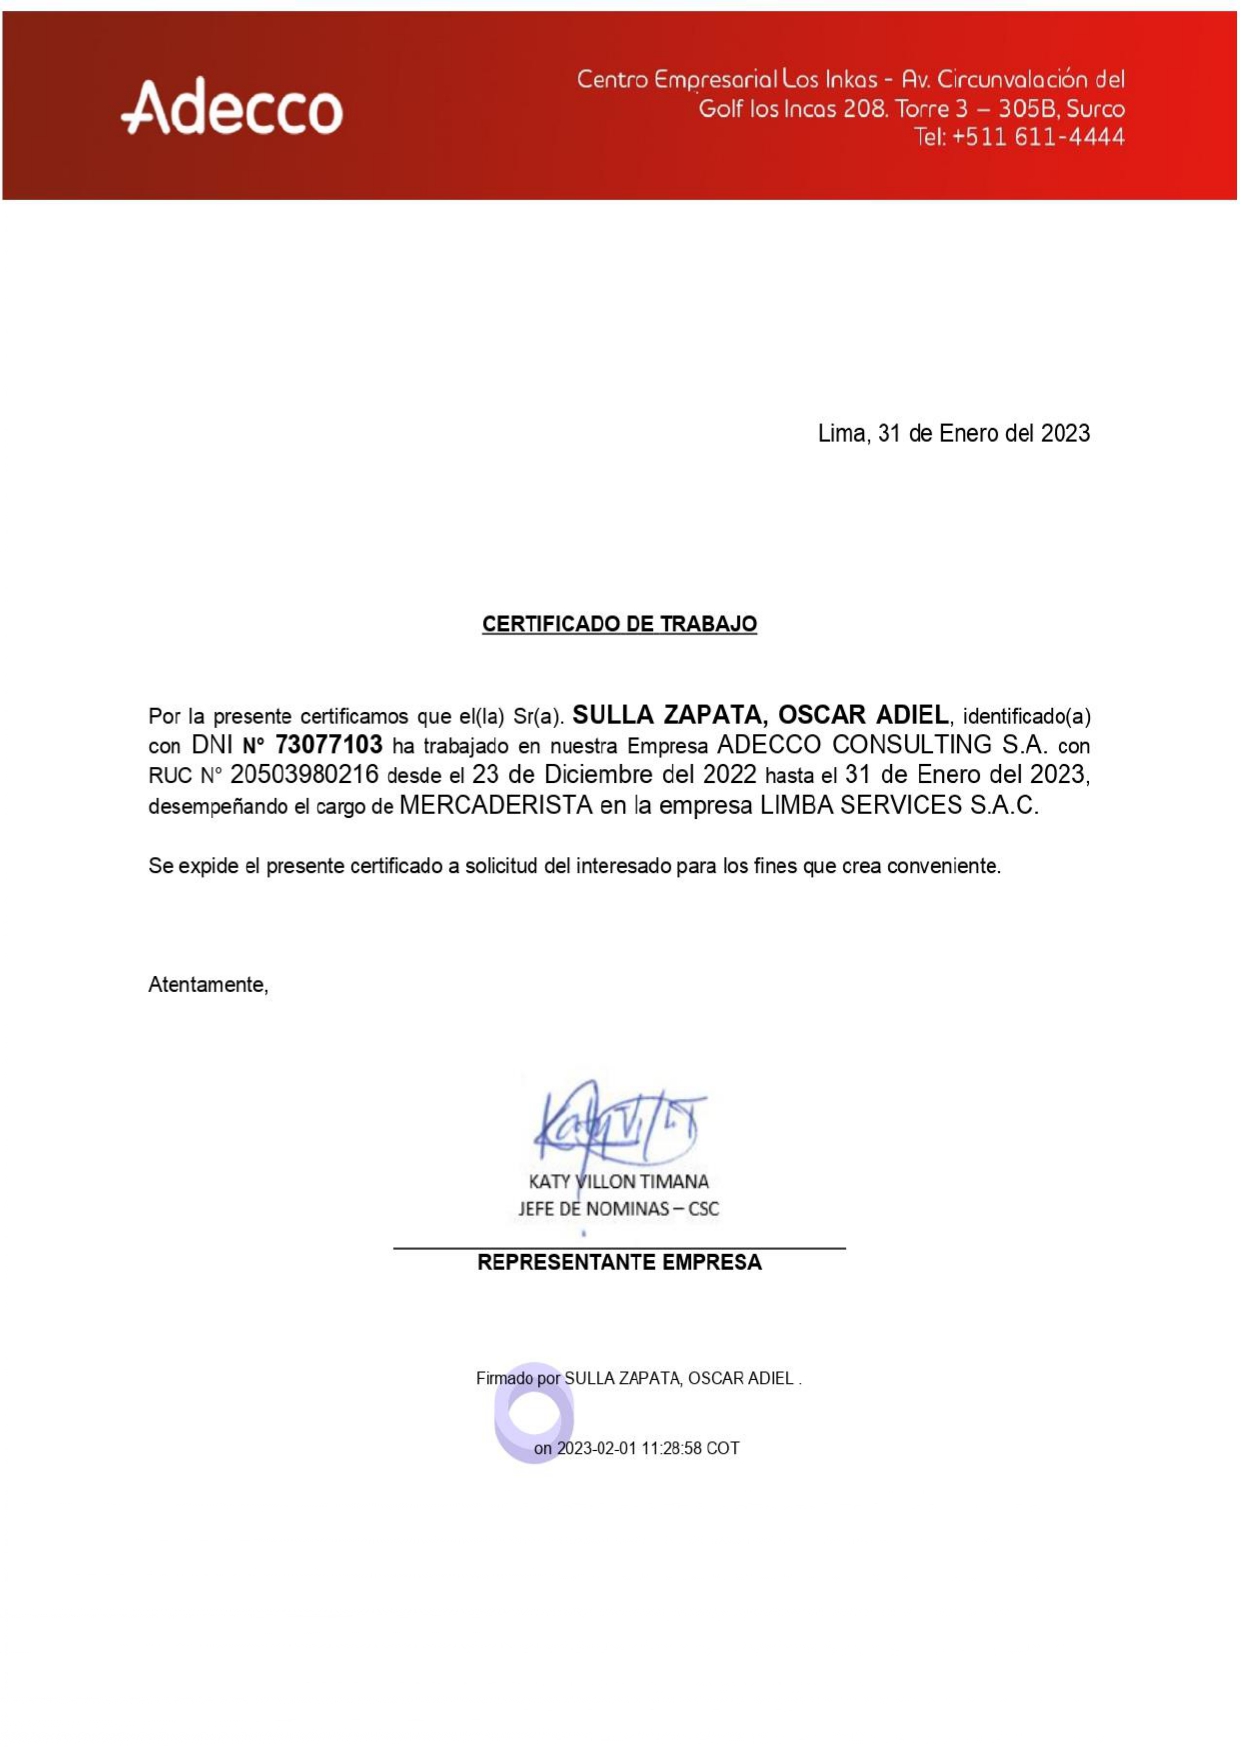 Adecco
Centro Empresarial Los Inkas - Av. Circunvalación del
Golf los Incas 208. Torre 3 – 305B, Surco
Tel: +511 611-4444
Lima, 31 de Enero del 2023
CERTIFICADO DE TRABAJO
Por la presente certificamos que el(la) Sr(a). SULLA ZAPATA, OSCAR ADIEL, identificado(a)
con DNI N° 73077103 ha trabajado en nuestra Empresa ADECCO CONSULTING S.A. con
RUC N° 20503980216 desde el 23 de Diciembre del 2022 hasta el 31 de Enero del 2023,
desempeñando el cargo de MERCADERISTA en la empresa LIMBA SERVICES S.A.C.
Se expide el presente certificado a solicitud del interesado para los fines que crea conveniente.
Atentamente,
KATY VILLON TIMANA
JEFE DE NOMINAS – CSC
REPRESENTANTE EMPRESA
Firmado por SULLA ZAPATA, OSCAR ADIEL .
on 2023-02-01 11:28:58 COT